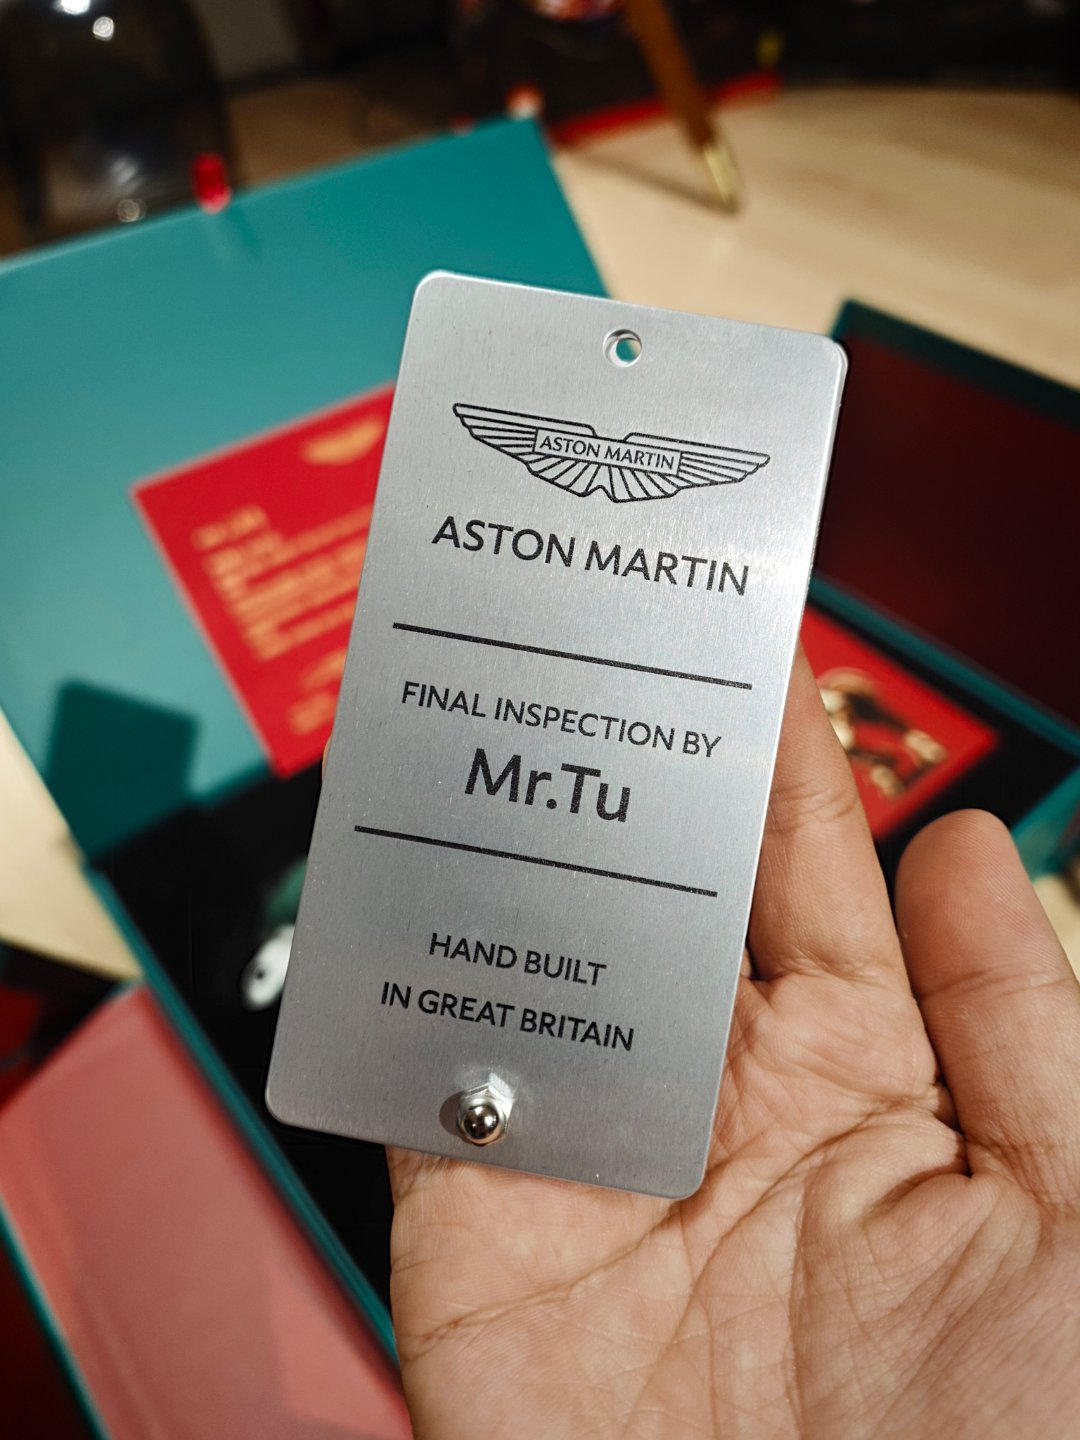 ASTON MARTIN
ASTON MARTIN
FINAL INSPECTION BY
Mr.Tu
HAND BUILT
IN GREAT BRITAIN